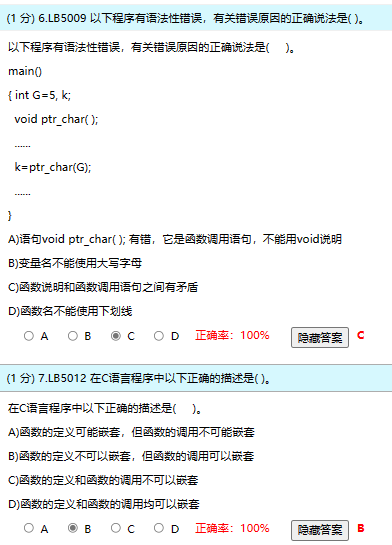 (1 分) 6.LB5009 以下程序有语法性错误，有关错误原因的正确说法是( )。
以下程序有语法性错误，有关错误原因的正确说法是(　)。
main()
{ int G=5, k;
void ptr_char( );
......
k=ptr_char(G);
......
}
A)语句void ptr_char( ); 有错，它是函数调用语句，不能用void说明
B)变量名不能使用大写字母
C)函数说明和函数调用语句之间有矛盾
D)函数名不能使用下划线
A B C D 正确率：100% 隐藏答案 C
(1 分) 7.LB5012 在C语言程序中以下正确的描述是( )。
在C语言程序中以下正确的描述是(　)。
A)函数的定义可能嵌套，但函数的调用不可能嵌套
B)函数的定义不可以嵌套，但函数的调用可以嵌套
C)函数的定义和函数的调用不可以嵌套
D)函数的定义和函数的调用均可以嵌套
A B C D 正确率：100% 隐藏答案 B